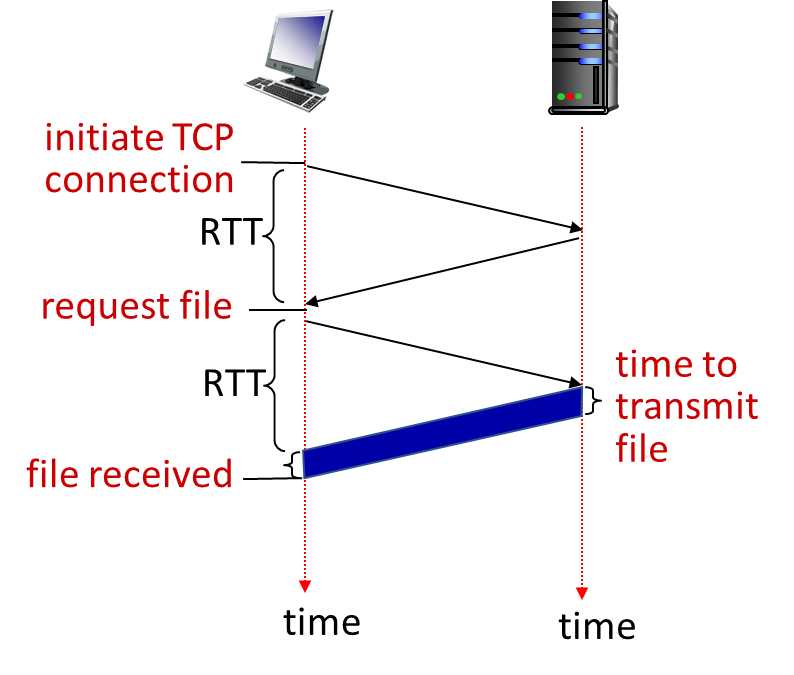 initiate TCP
connection
RTT
request file
RTT
time to
transmit
file
file received
time
time